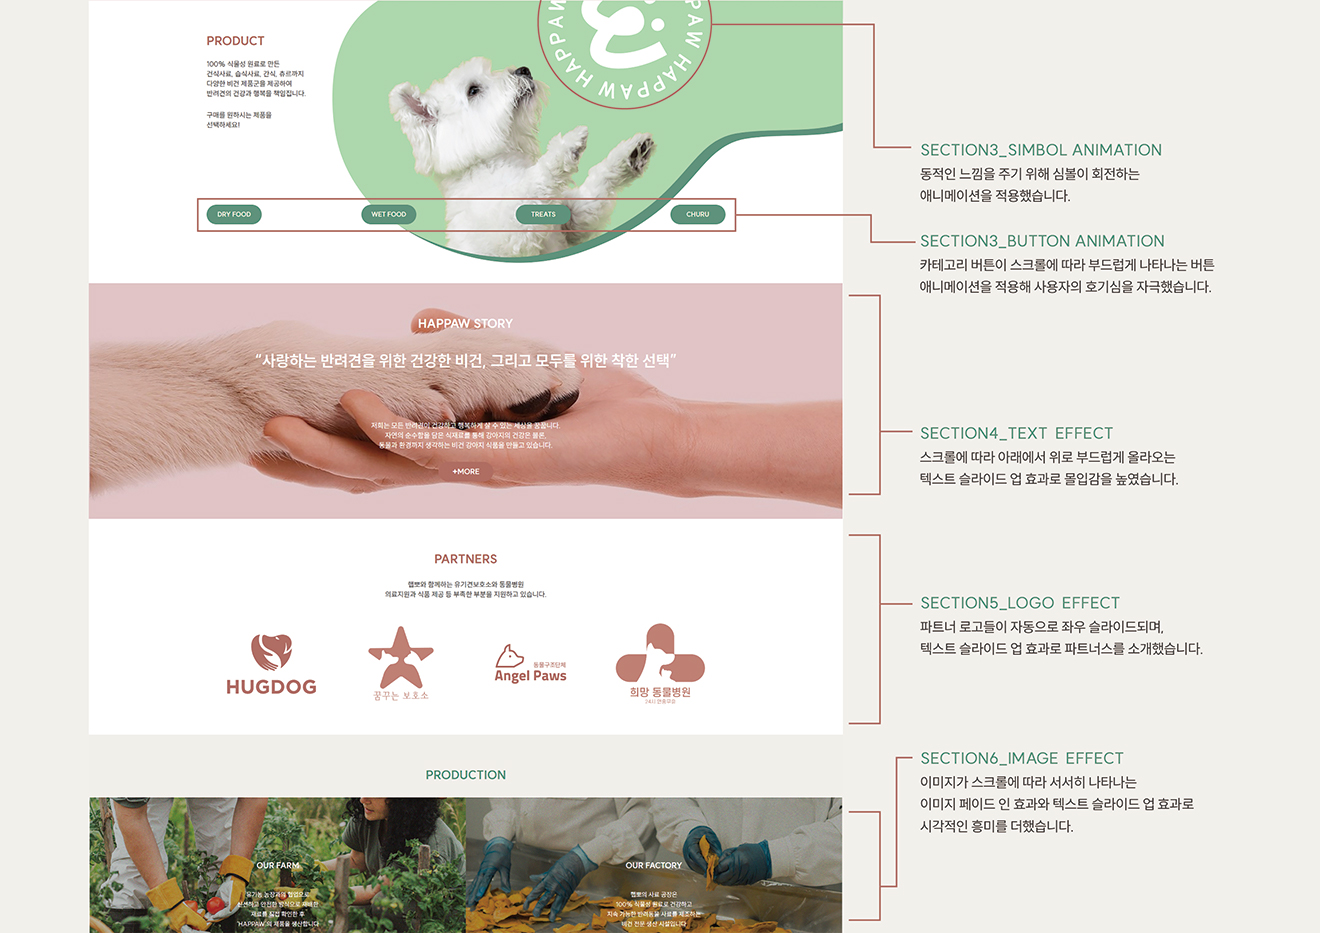 PRODUCT
100% 식물성 원료로 만든
건식사료, 습식사료, 간식, 츄르까지
다양한 비건 제품군을 제공하여
반려견의 건강과 행복을 책임집니다.
구매를 원하시는 제품을
선택하세요!
HAPPAW HAPPAW
DRY FOOD
WET FOOD
TREATS
CHURU
SECTION3_SIMBOL ANIMATION
동적인 느낌을 주기 위해 심볼이 회전하는
애니메이션을 적용했습니다.
SECTION3_BUTTON ANIMATION
카테고리 버튼이 스크롤에 따라 부드럽게 나타나는 버튼
애니메이션을 적용해 사용자의 호기심을 자극했습니다.
HAPPAW STORY
“사랑하는 반려견을 위한 건강한 비건, 그리고 모두를 위한 착한 선택”
저희는 모든 반려견이 건강하고 행복하게 살 수 있는 세상을 꿈꿉니다.
자연의 순수함을 담은 식재료를 통해 강아지의 건강은 물론,
동물과 환경까지 생각하는 비건 강아지 식품을 만들고 있습니다.
+MORE
SECTION4_TEXT EFFECT
스크롤에 따라 아래에서 위로 부드럽게 올라오는
텍스트 슬라이드 업 효과로 몰입감을 높였습니다.
PARTNERS
햅뽀와 함께하는 유기견보호소와 동물병원
의료지원과 식품 제공 등 부족한 부분을 지원하고 있습니다.
HUGDOG
꿈꾸는 보호소
동물구조단체
Angel Paws
희망 동물병원
SECTION5_LOGO EFFECT
파트너 로고들이 자동으로 좌우 슬라이드되며,
텍스트 슬라이드 업 효과로 파트너스를 소개했습니다.
PRODUCTION
OUR FARM
유기농 농장과의 협업으로
신선하고 안전한 방식으로 재배한
재료를 직접 확인한 후
HAPPAW의 제품을 생산합니다
OUR FACTORY
햅뽀의 사료 공장은
100% 식물성 원료로 건강하고
지속 가능한 반려동물 사료를 제조하는
비건 전문 생산 시설입니다
SECTION6_IMAGE EFFECT
이미지가 스크롤에 따라 서서히 나타나는
이미지 페이드 인 효과와 텍스트 슬라이드 업 효과로
시각적인 흥미를 더했습니다.